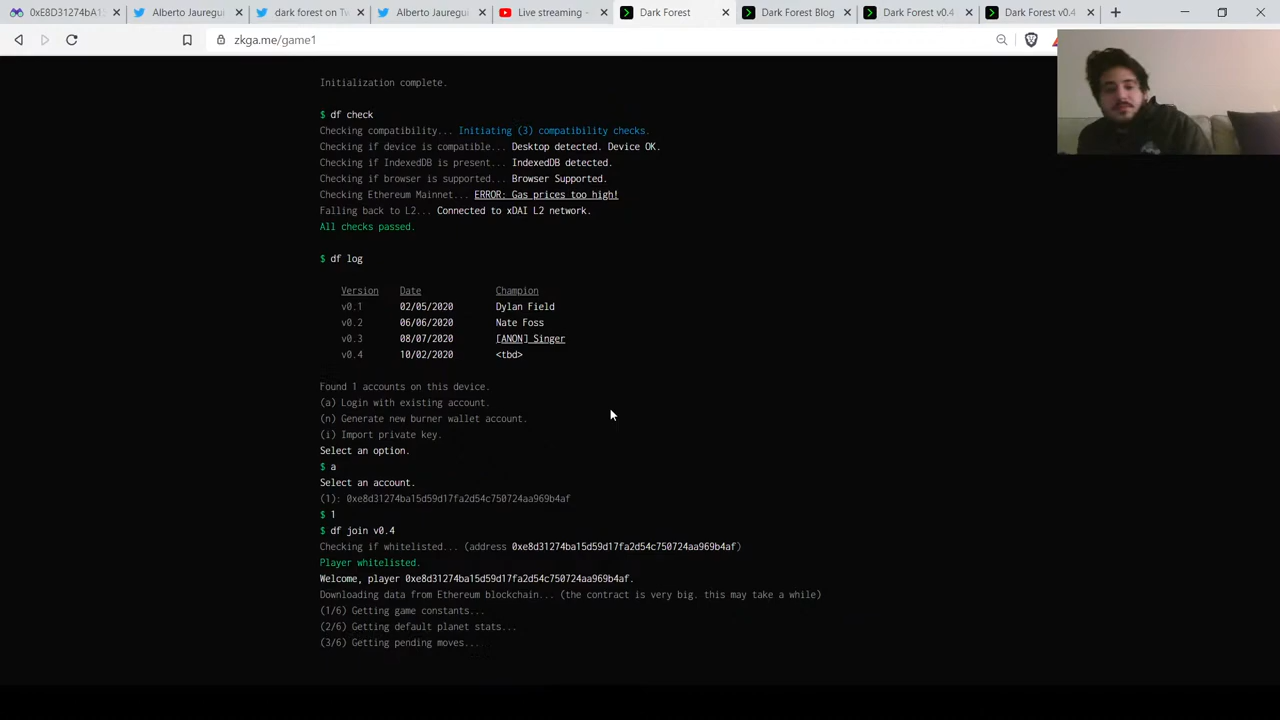 0xE8D31274bA1
Alberto Jauregu
dark forest on Tw
Alberto Jauregu
Live streaming -
Dark Forest
Dark Forest Blog
Dark Forest v0.4
Dark Forest v0.4
zkga.me/game1
Initialization complete.
$ df check
Checking compatibility... Initiating (3) compatibility checks.
Checking if device is compatible... Desktop detected. Device OK.
Checking if IndexedDB is present... IndexedDB detected.
Checking if browser is supported... Browser Supported.
Checking Ethereum Mainnet... ERROR: Gas prices too high!
Falling back to L2... Connected to xDAI L2 network.
All checks passed.
$ df log
Version Date Champion
v0.1 02/05/2020 Dylan Field
v0.2 06/06/2020 Nate Foss
v0.3 08/07/2020 [ANON] Singer
v0.4 10/02/2020 <tbd>
Found 1 accounts on this device.
(a) Login with existing account.
(n) Generate new burner wallet account.
(i) Import private key.
Select an option.
$ a
Select an account.
(1): 0xe8d31274ba15d59d17fa2d54c750724aa969b4af
$ 1
$ df join v0.4
Checking if whitelisted... (address 0xe8d31274ba15d59d17fa2d54c750724aa969b4af)
Player whitelisted.
Welcome, player 0xe8d31274ba15d59d17fa2d54c750724aa969b4af.
Downloading data from Ethereum blockchain... (the contract is very big. this may take a while)
(1/6) Getting game constants...
(2/6) Getting default planet stats...
(3/6) Getting pending moves...